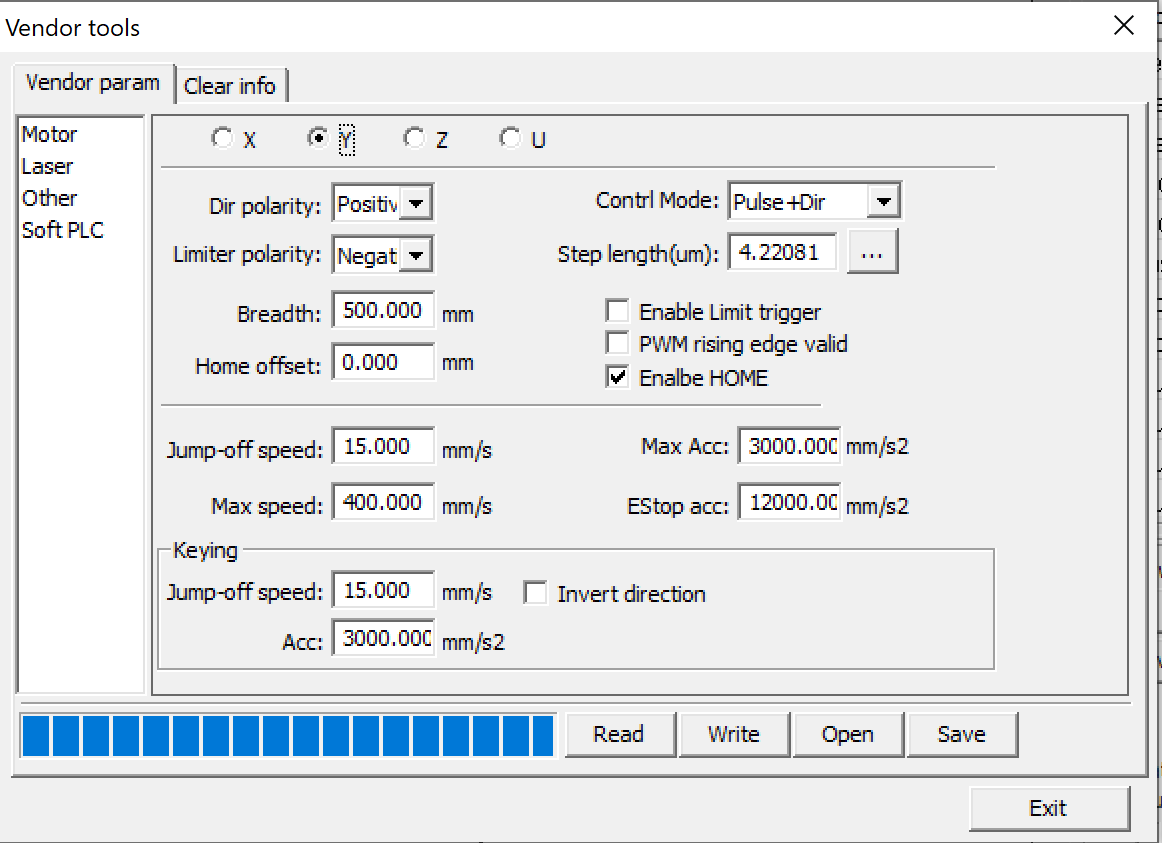 Vendor tools
Vendor param Clear info
Motor
Laser
Other
Soft PLC
X Y Z U
Dir polarity: Positiv Contrl Mode: Pulse+Dir
Limiter polarity: Negat Step length(um): 4.22081 ...
Breadth: 500.000 mm Enable Limit trigger
PWM rising edge valid
Home offset: 0.000 mm Enalbe HOME
Jump-off speed: 15.000 mm/s Max Acc: 3000.000 mm/s2
Max speed: 400.000 mm/s EStop acc: 12000.00 mm/s2
Keying
Jump-off speed: 15.000 mm/s Invert direction
Acc: 3000.000 mm/s2
Read Write Open Save
Exit